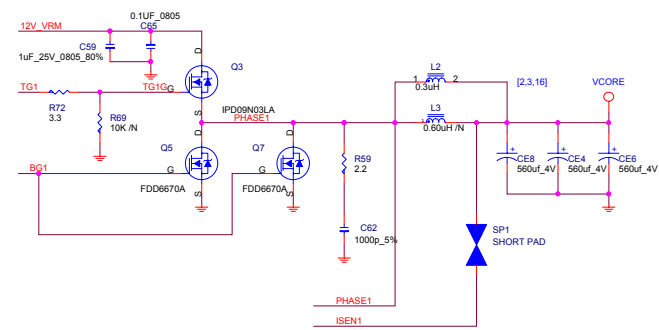 0.1UF_0805
12V_VRM
C65
C59
1uF_25V_0805_80%
D
Q3
TG1
TG1G
G
R72
3.3
R69
10K /N
S
IPD09N03LA
PHASE1
L2
1
2
0.3uH
[2,3,16]
VCORE
L3
0.60uH /N
D
D
Q5
Q7
BG1
G
G
FDD6670A
S
FDD6670A
S
R59
2.2
C62
1000p_5%
+
+
+
CE8
CE4
CE6
560uf_4V
560uf_4V
560uf_4V
SP1
SHORT PAD
PHASE1
ISEN1